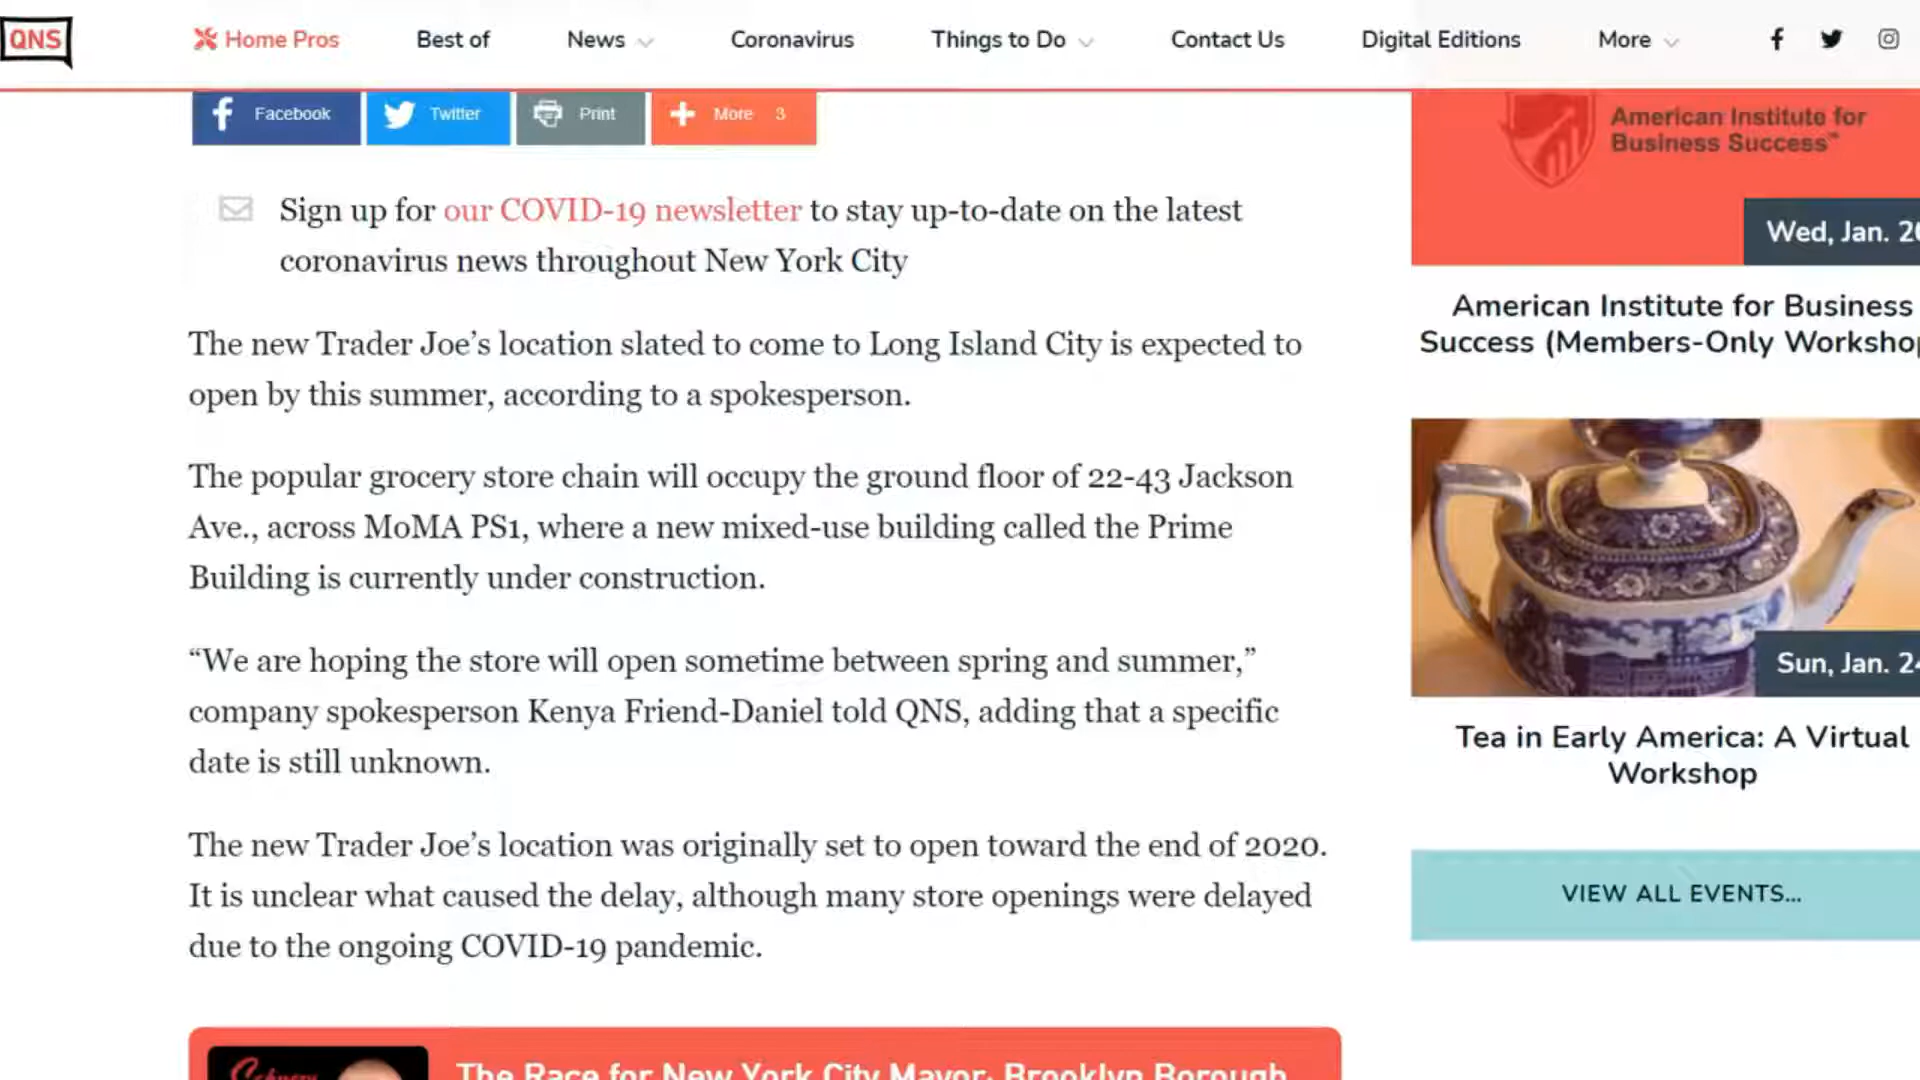 QNS
Home Pros
Best of
News
Coronavirus
Things to Do
Contact Us
Digital Editions
More
Facebook
Twitter
Print
More 3
Sign up for our COVID-19 newsletter to stay up-to-date on the latest
coronavirus news throughout New York City
The new Trader Joe’s location slated to come to Long Island City is expected to
open by this summer, according to a spokesperson.
The popular grocery store chain will occupy the ground floor of 22-43 Jackson
Ave., across MoMA PS1, where a new mixed-use building called the Prime
Building is currently under construction.
“We are hoping the store will open sometime between spring and summer,”
company spokesperson Kenya Friend-Daniel told QNS, adding that a specific
date is still unknown.
The new Trader Joe’s location was originally set to open toward the end of 2020.
It is unclear what caused the delay, although many store openings were delayed
due to the ongoing COVID-19 pandemic.
The Race for New York City Mayor: Brooklyn Borough
American Institute for
Business Success™
Wed, Jan.
American Institute for Business
Success (Members-Only
Sun, Jan.
Tea in Early America: A Virtual
Workshop
VIEW ALL EVENTS...